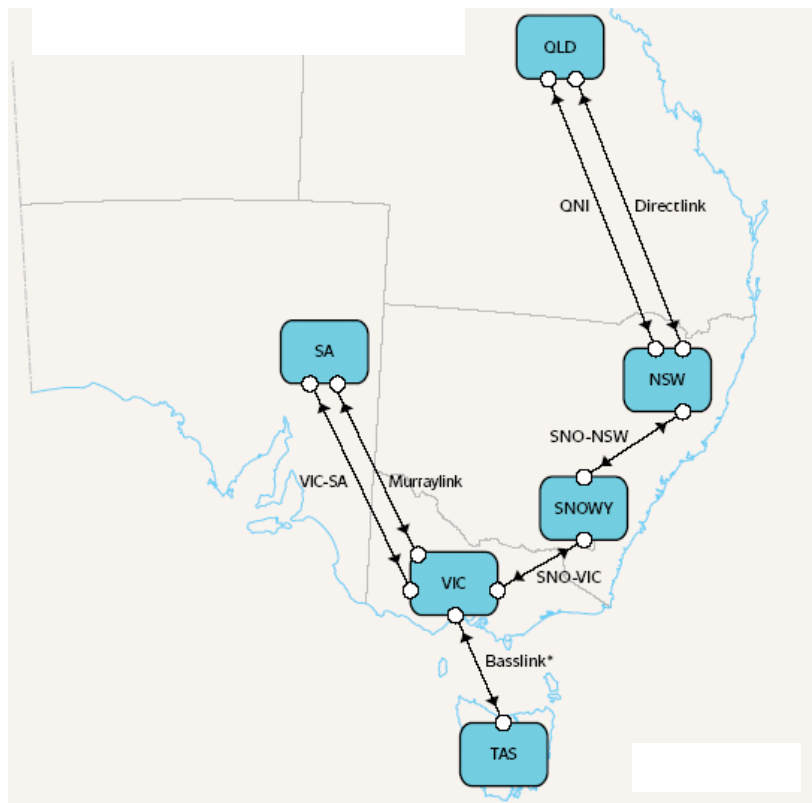 QLD
QNI
Directlink
SA
NSW
SNO-NSW
VIC-SA
Murraylink
SNOWY
SNO-VIC
VIC
Basslink*
TAS